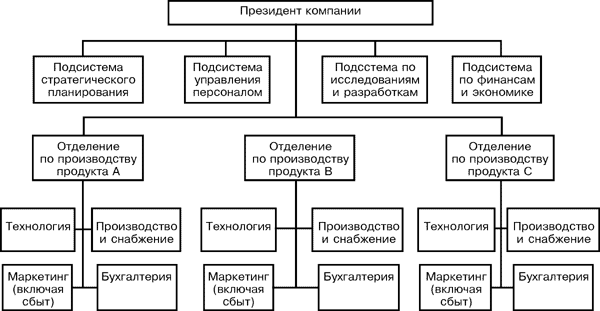 Президент компании
Подсистема
стратегического
планирования
Подсистема
управления
персоналом
Подсстема по
исследованиям
и разработкам
Подсистема
по финансам
и экономике
Отделение
по производству
продукта А
Отделение
по производству
продукта В
Отделение
по производству
продукта С
Технология
Производство
и снабжение
Маркетинг
(включая
сбыт)
Бухгалтерия
Технология
Производство
и снабжение
Маркетинг
(включая
сбыт)
Бухгалтерия
Технология
Производство
и снабжение
Маркетинг
(включая
сбыт)
Бухгалтерия